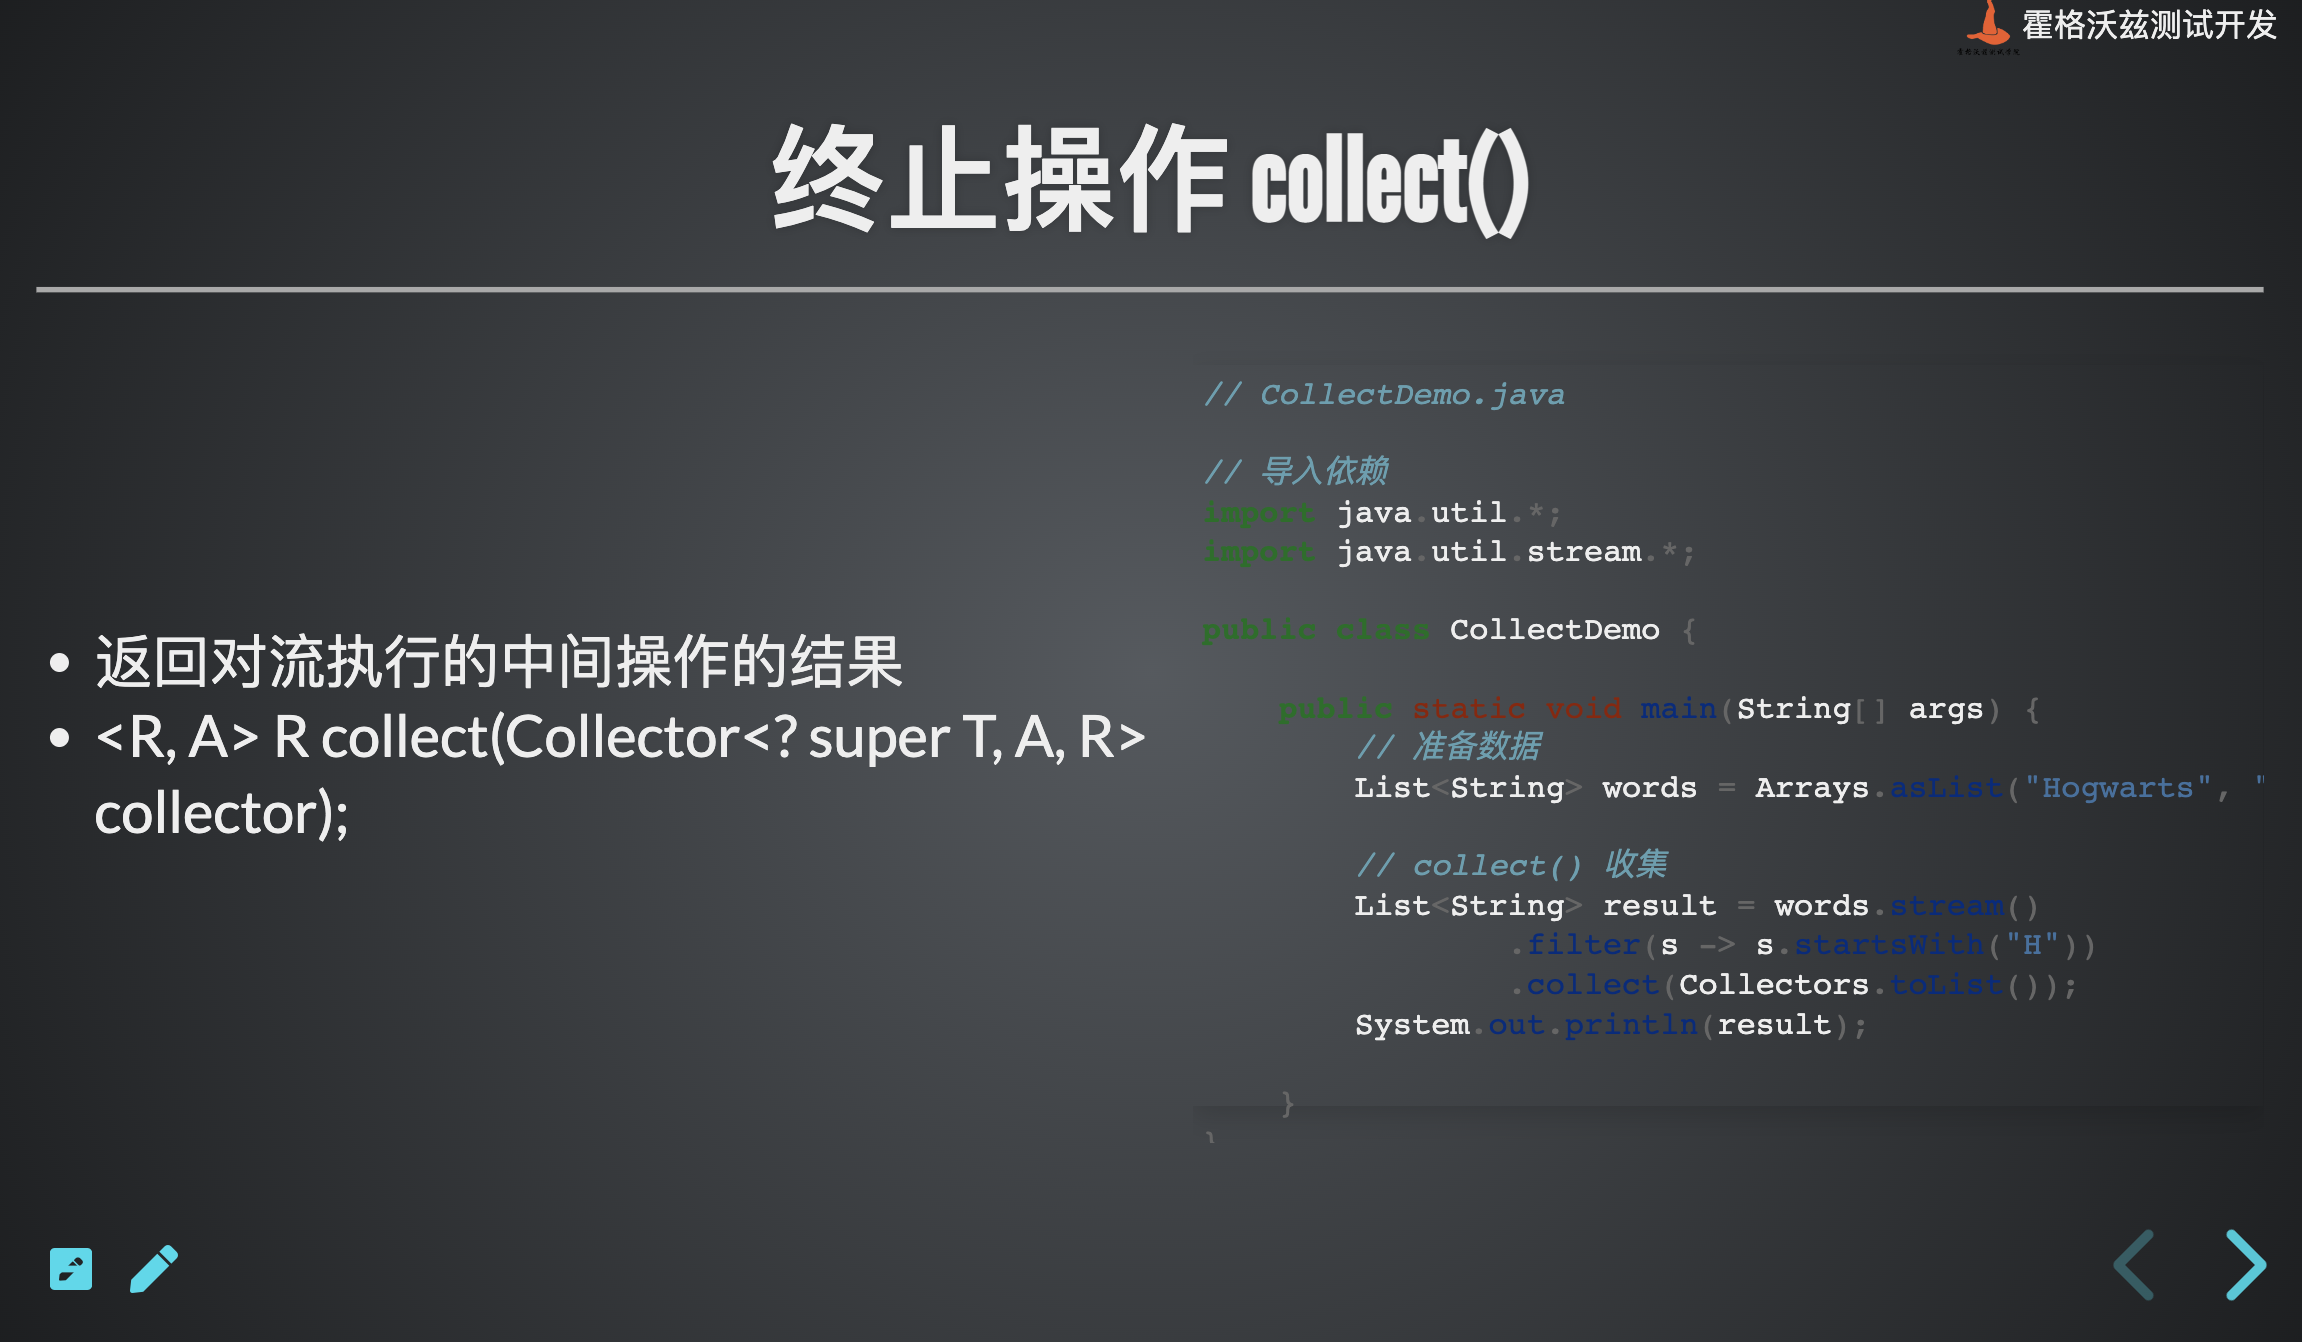 霍格沃兹测试开发
终止操作 collect()
• 返回对流执行的中间操作的结果
• <R, A> R collect(Collector<? super T, A, R>
collector);
// CollectDemo.java
// 导入依赖
import java.util.*;
import java.util.stream.*;
public class CollectDemo {
public static void main(String[] args) {
// 准备数据
List<String> words = Arrays.asList("Hogwarts", "
// collect() 收集
List<String> result = words.stream()
.filter(s -> s.startsWith("H"))
.collect(Collectors.toList());
System.out.println(result);
}
}